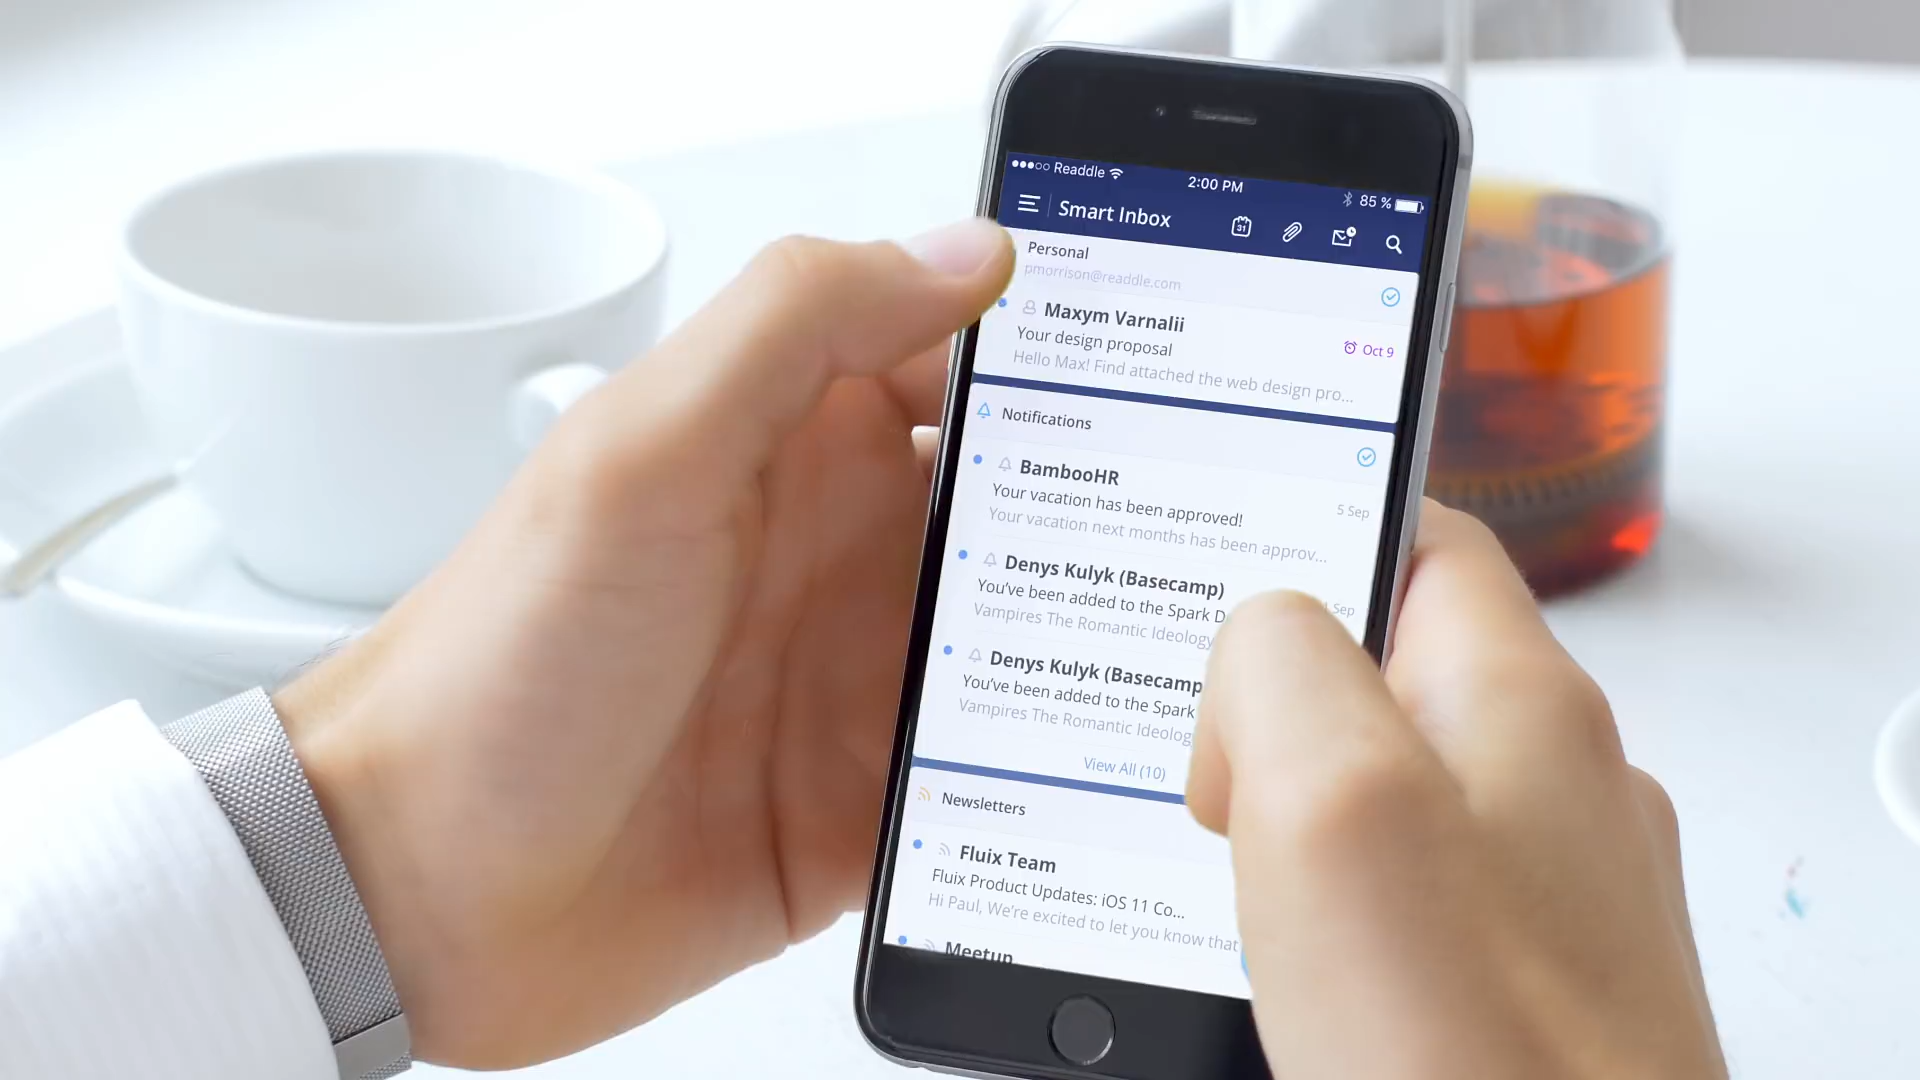 Readdle
2:00 PM
85 %
Smart Inbox
31
Personal
pmorrison@readdle.com
Maxym Varnalii
Your design proposal
Oct 9
Hello Max! Find attached the web design pro...
Notifications
BambooHR
Your vacation has been approved!
5 Sep
Your vacation next months has been approv...
Denys Kulyk (Basecamp)
You’ve been added to the Spark D
Sep
Vampires The Romantic Ideology
Denys Kulyk (Basecamp
You’ve been added to the Spark
Vampires The Romantic Ideolog
View All (10)
Newsletters
Fluix Team
Fluix Product Updates: iOS 11 Co...
Hi Paul, We’re excited to let you know that
Meetup